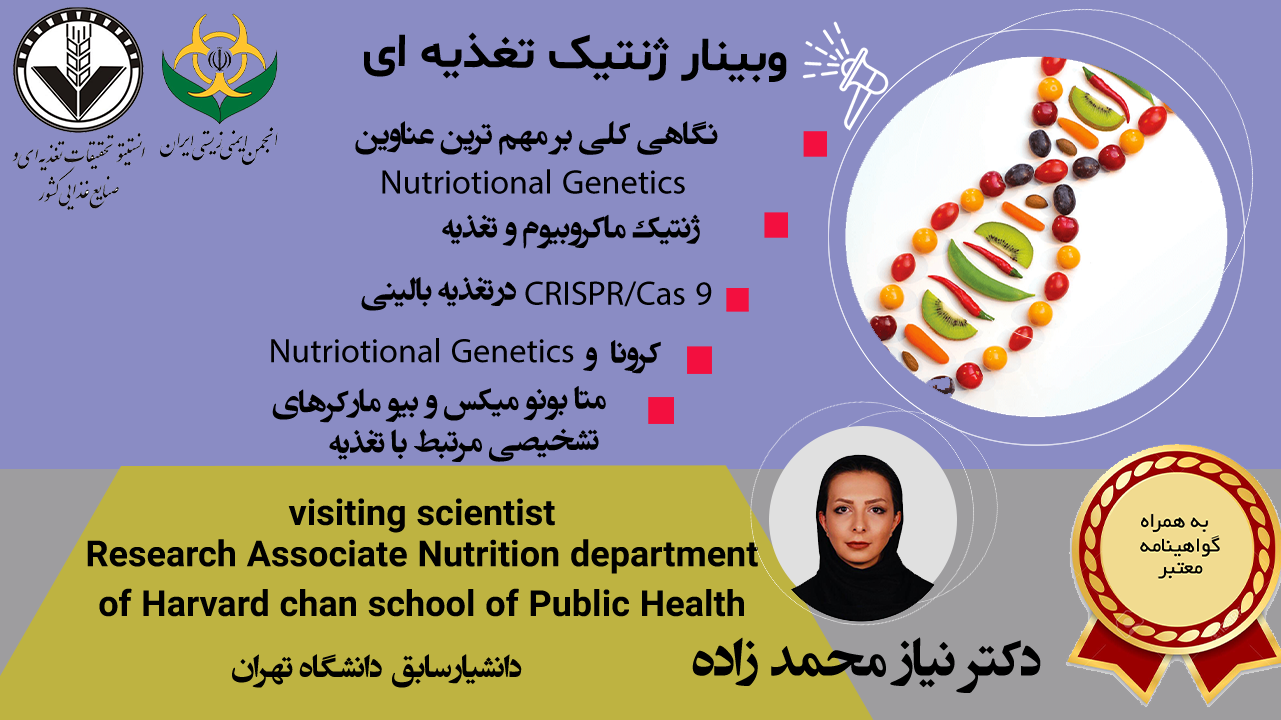 وبینار ژنتیک تغذیه ای
انجمن ایمنی زیستی ایران
انستیتو تحقیقات تغذیه ای و
صنایع غذایی کشور
نگاهی کلی بر مهم ترین عناوین
Nutriotional Genetics
ژنتیک ماکروبیوم و تغذیه
CRISPR/Cas 9 درتغذیه بالینی
کرونا و Nutriotional Genetics
متا بونو میکس و بیو مارکرهای
تشخیصی مرتبط با تغذیه
visiting scientist
Research Associate Nutrition department
of Harvard chan school of Public Health
دانشیارسابق دانشگاه تهران
دکتر نیاز محمد زاده
به همراه
گواهینامه
معتبر